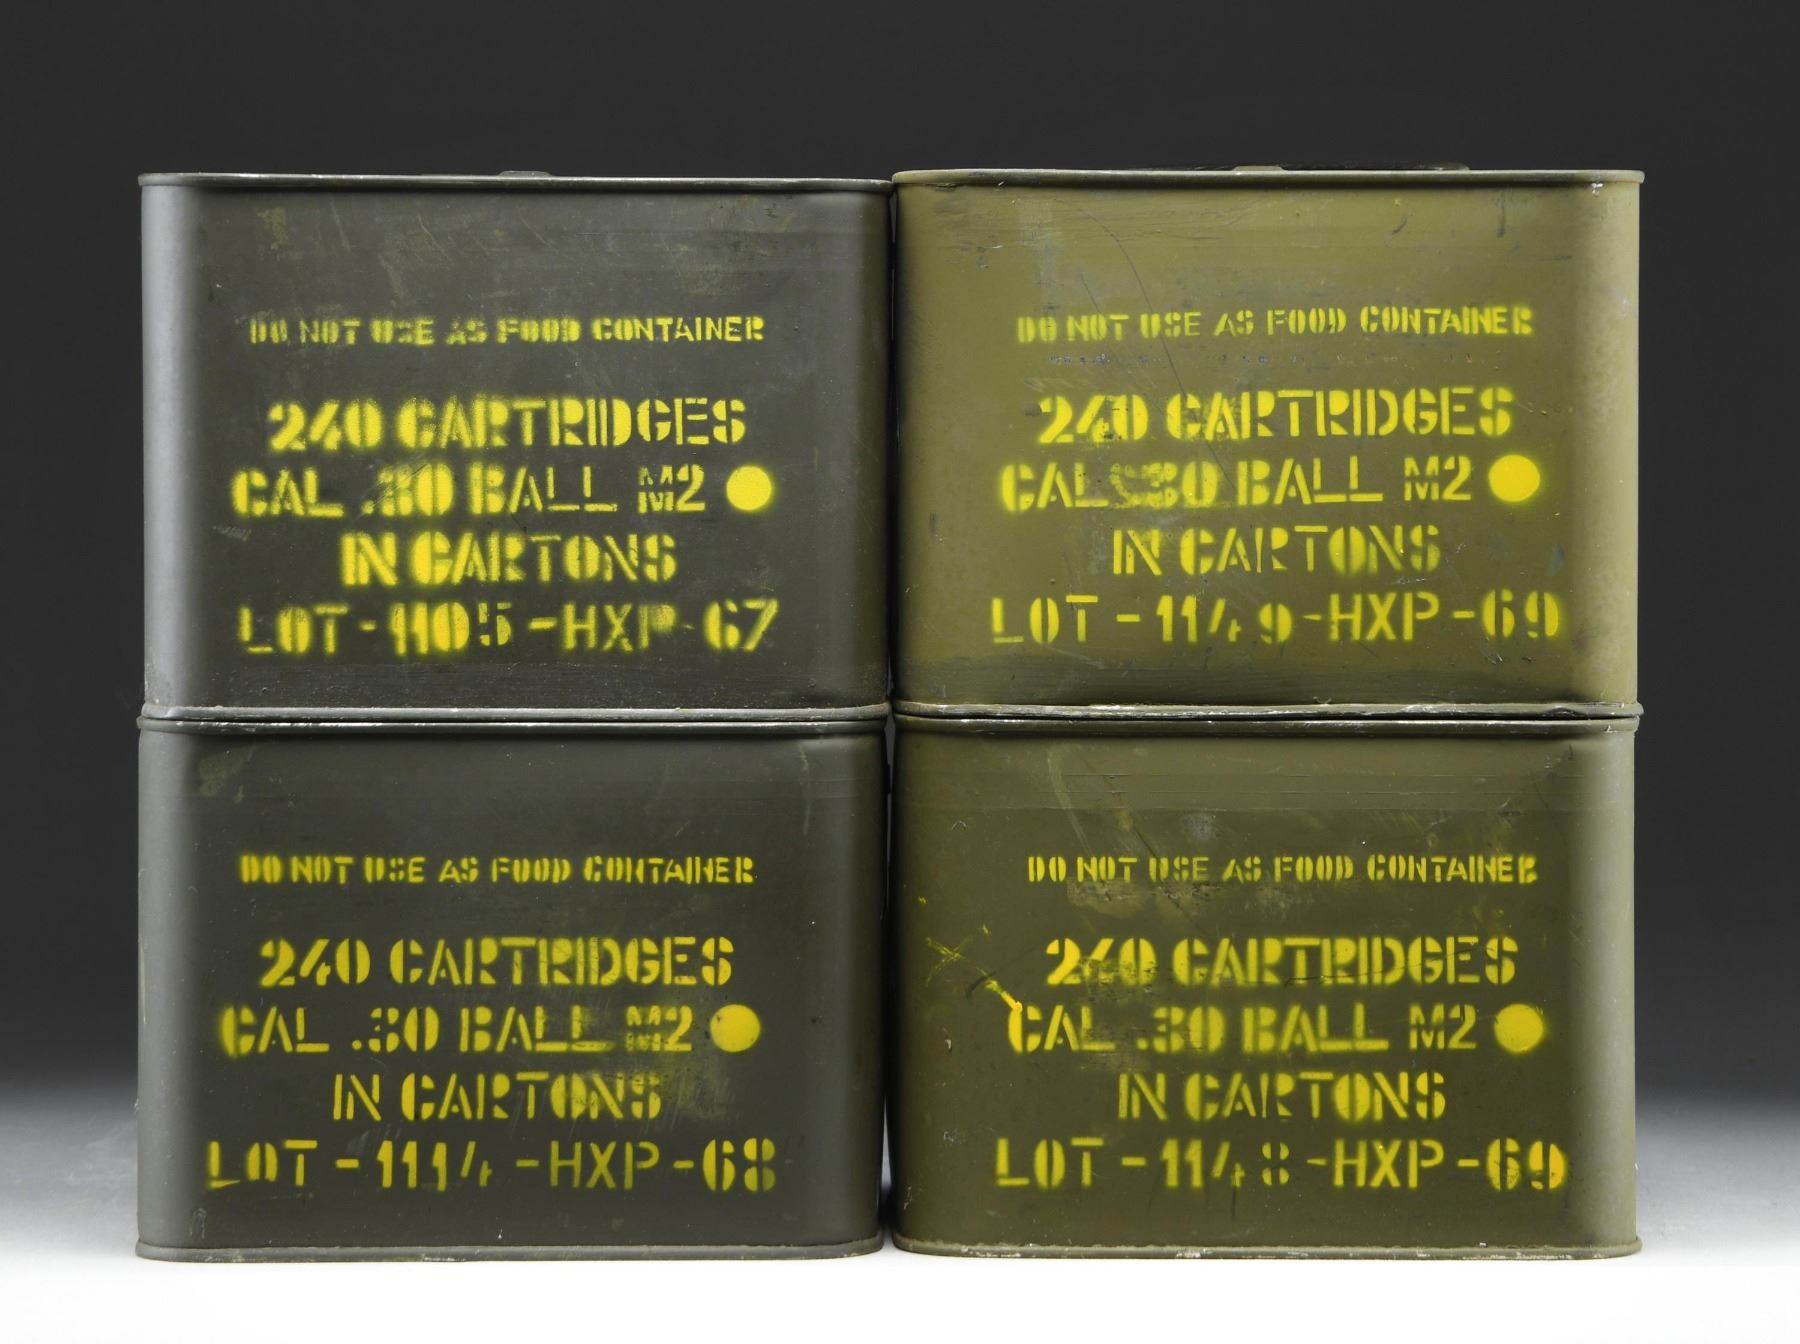 DO NOT USE AS FOOD CONTAINER
240 CARTRIDGES
CAL .30 BALL M2
IN CARTONS
LOT-1105-HXP-67
DO NOT USE AS FOOD CONTAINER
240 CARTRIDGES
CAL .30 BALL M2
IN CARTONS
LOT-1149-HXP-69
DO NOT USE AS FOOD CONTAINER
240 CARTRIDGES
CAL .30 BALL M2
IN CARTONS
LOT-1114-HXP-68
DO NOT USE AS FOOD CONTAINER
240 CARTRIDGES
CAL .30 BALL M2
IN CARTONS
LOT-1148-HXP-69